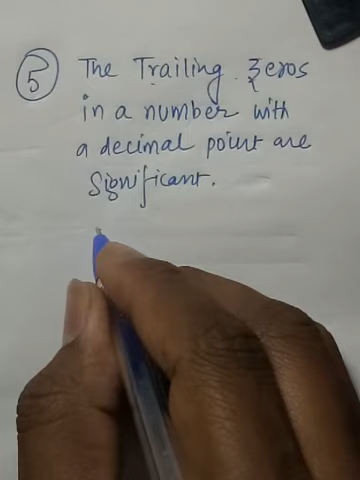 ⑤ The Trailing Zeros
in a number with
a decimal point are
Significant.